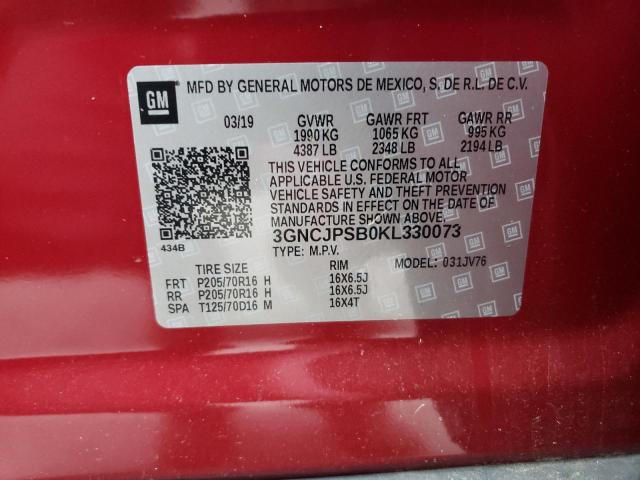 GM
MFD BY GENERAL MOTORS DE MEXICO, S. DE R.L. DE C.V.
03/19 GVWR GAWR FRT GAWR RR
1990 KG 1065 KG 995 KG
4387 LB 2348 LB 2194 LB
THIS VEHICLE CONFORMS TO ALL
APPLICABLE U.S. FEDERAL MOTOR
VEHICLE SAFETY AND THEFT PREVENTION
STANDARDS IN EFFECT ON THE DATE OF
MANUFACTURE SHOWN ABOVE.
3GNCJPSB0KL330073
434B
TYPE: M.P.V. 031JV76
TIRE SIZE RIM
FRT P205/70R16 H 16X6.5J
RR P205/70R16 H 16X6.5J
SPA T125/70D16 M 16X4T